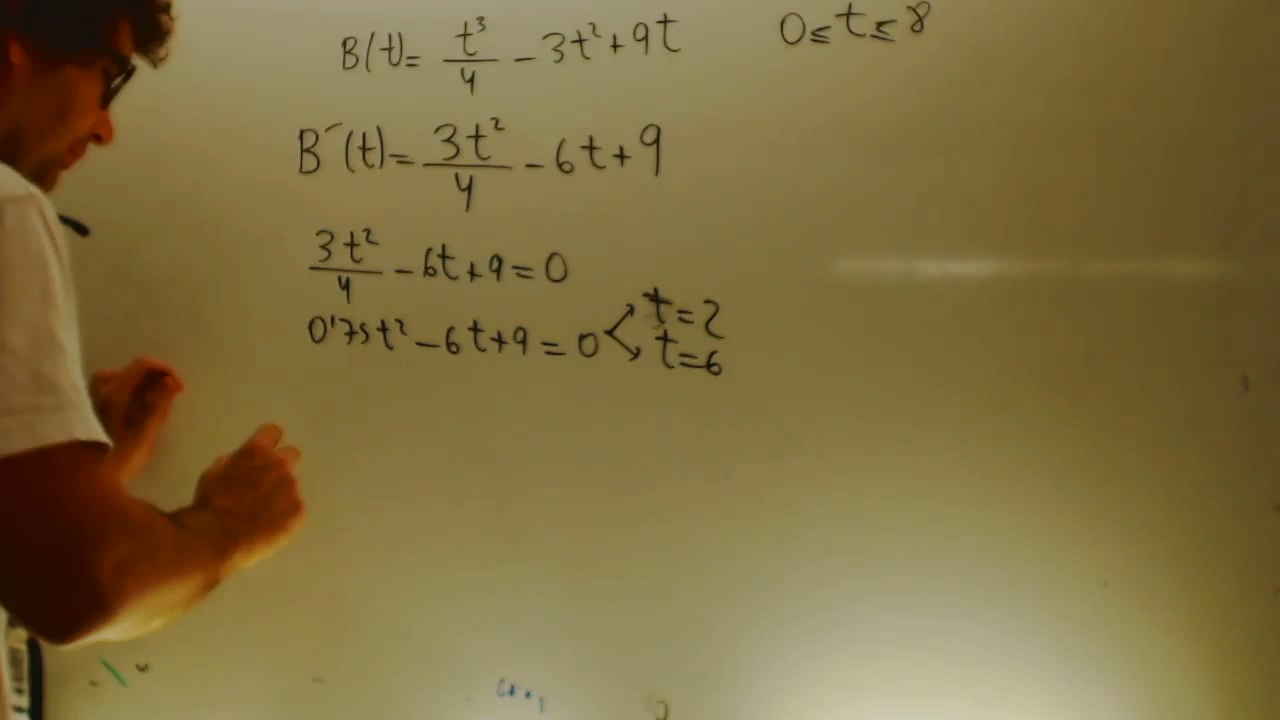 B(t)= t³/4 - 3t²+9t 0≤t≤8
B´(t)= 3t²/4 - 6t+9
3t²/4 - 6t+9=0
0'75t²-6t+9=0 t=2
t=6